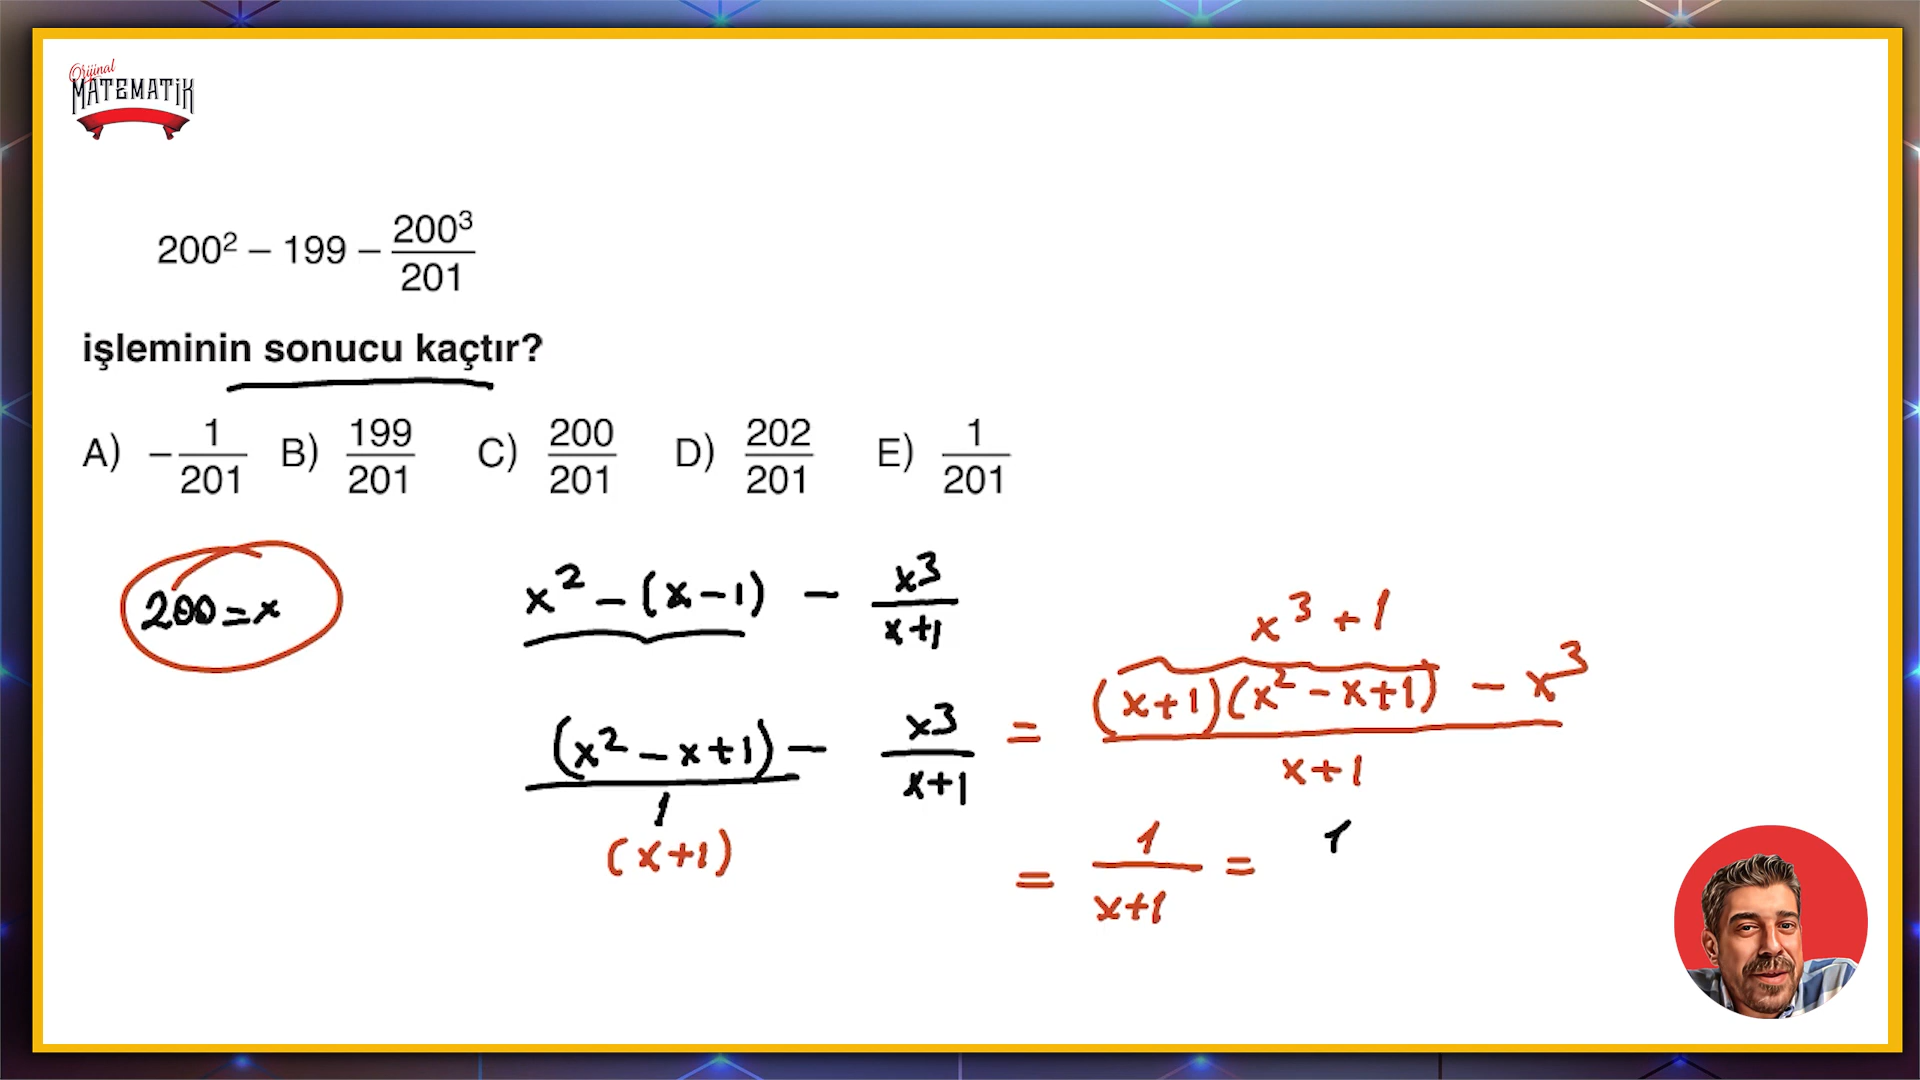 Orijinal
MATEMATİK
200² – 199 – 200³/201
işleminin sonucu kaçtır?
A) –1/201 B) 199/201 C) 200/201 D) 202/201 E) 1/201
200=x
x² – (x–1) – x³/(x+1)
(x² – x+1)/1 – x³/(x+1) = ((x+1)(x²–x+1) – x³)/(x+1)
x³+1
(x+1)
= 1/(x+1) = 1